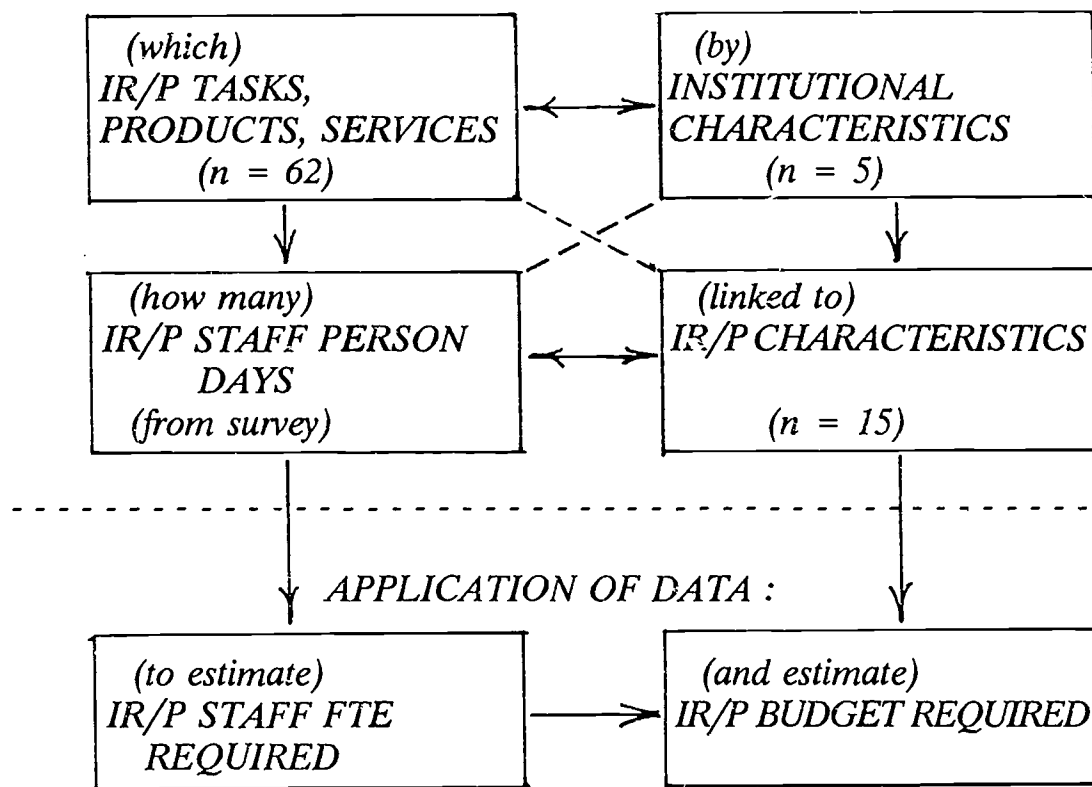 (which)
IR/P TASKS,
PRODUCTS, SERVICES
(n = 62)
(by)
INSTITUTIONAL
CHARACTERISTICS
(n = 5)
(how many)
IR/P STAFF PERSON
DAYS
(from survey)
(linked to)
IR/P CHARACTERISTICS
(n = 15)
APPLICATION OF DATA :
(to estimate)
IR/P STAFF FTE
REQUIRED
(and estimate)
IR/P BUDGET REQUIRED